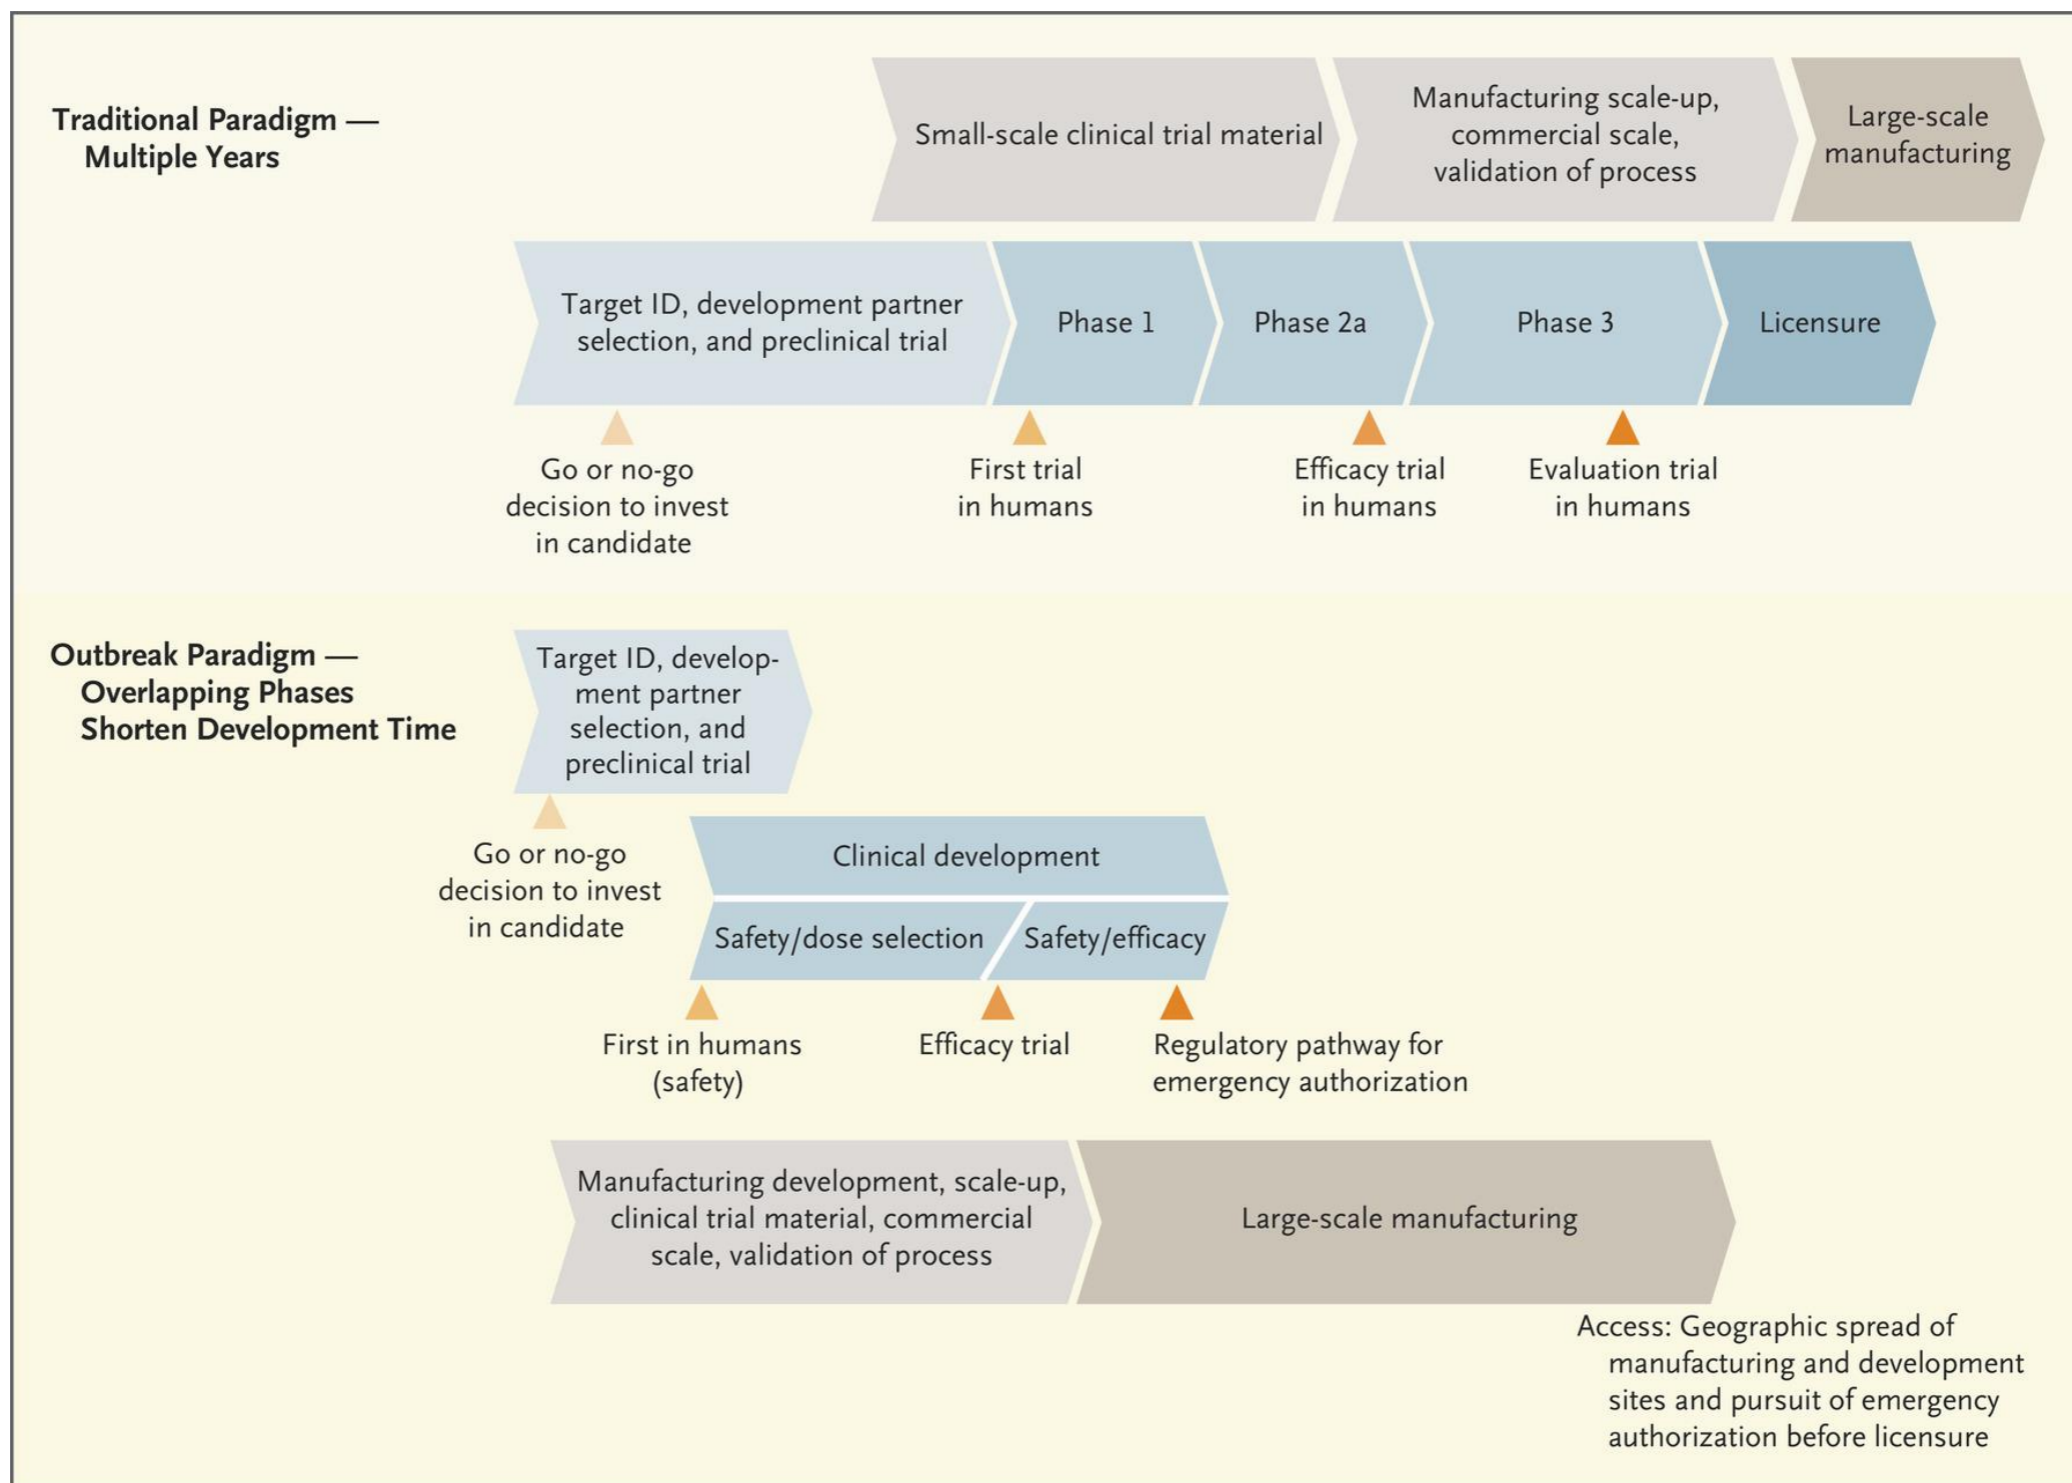 Traditional Paradigm —
Multiple Years
Small-scale clinical trial material
Manufacturing scale-up,
commercial scale,
validation of process
Large-scale
manufacturing
Target ID, development partner
selection, and preclinical trial
Phase 1
Phase 2a
Phase 3
Licensure
Go or no-go
decision to invest
in candidate
First trial
in humans
Efficacy trial
in humans
Evaluation trial
in humans
Outbreak Paradigm —
Overlapping Phases
Shorten Development Time
Target ID, develop-
ment partner
selection, and
preclinical trial
Go or no-go
decision to invest
in candidate
Clinical development
Safety/dose selection
Safety/efficacy
First in humans
(safety)
Efficacy trial
Regulatory pathway for
emergency authorization
Manufacturing development, scale-up,
clinical trial material, commercial
scale, validation of process
Large-scale manufacturing
Access: Geographic spread of
manufacturing and development
sites and pursuit of emergency
authorization before licensure